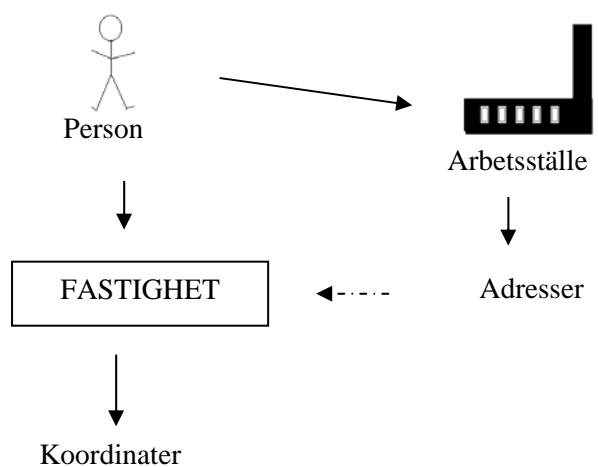 Person
Arbetsställe
FASTIGHET
Adresser
Koordinater